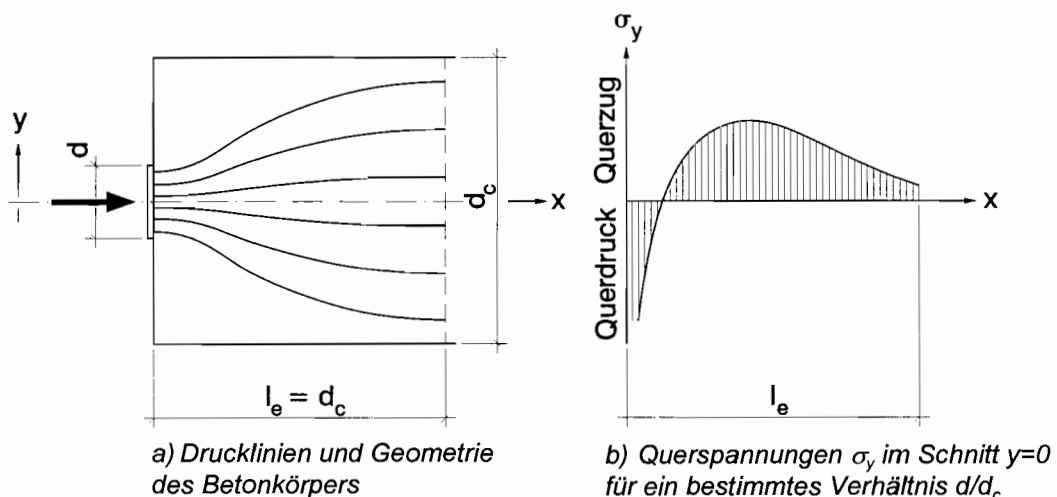 y
d
d_c
x
l_e = d_c
a) Drucklinien und Geometrie
des Betonkörpers
σ_y
Querzug
Querdruck
x
l_e
b) Querspannungen σ_y im Schnitt y=0
für ein bestimmtes Verhältnis d/d_c